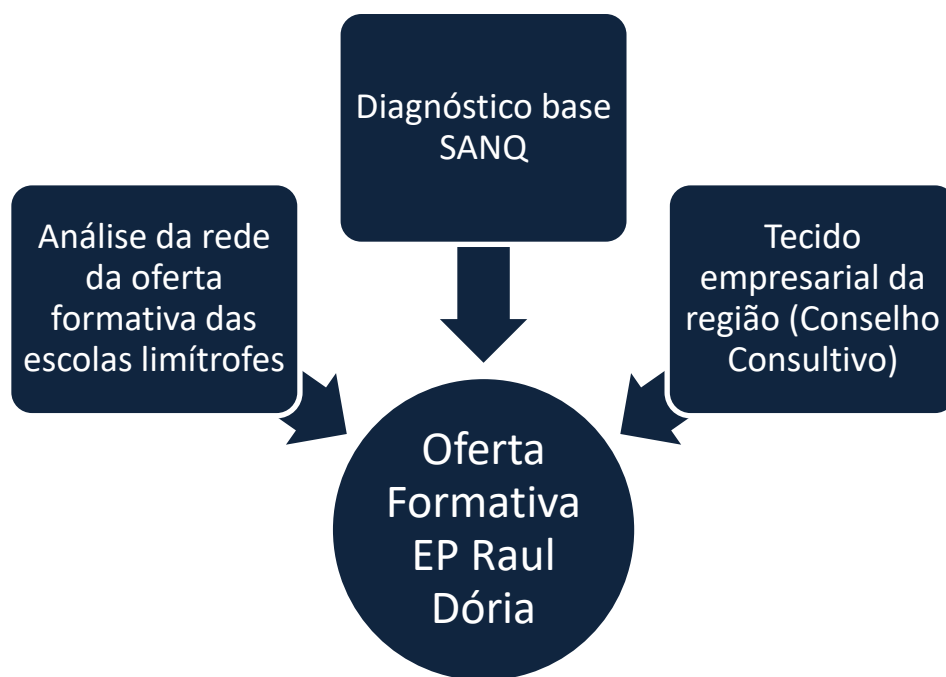 Diagnóstico base
SANQ
Análise da rede
da oferta
formativa das
escolas limítrofes
Tecido
empresarial da
região (Conselho
Consultivo)
Oferta
Formativa
EP Raul
Dória